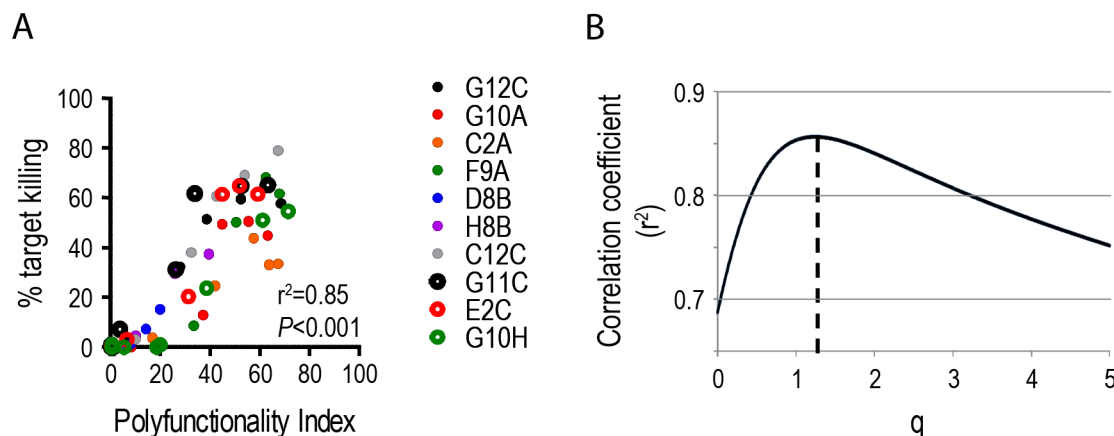 A
% target killing
100
80
60
40
20
0
0 20 40 60 80 100
Polyfunctionality Index
r²=0.85
P<0.001
G12C
G10A
C2A
F9A
D8B
H8B
C12C
G11C
E2C
G10H
B
Correlation coefficient
(r²)
0.9
0.8
0.7
0 1 2 3 4 5
q